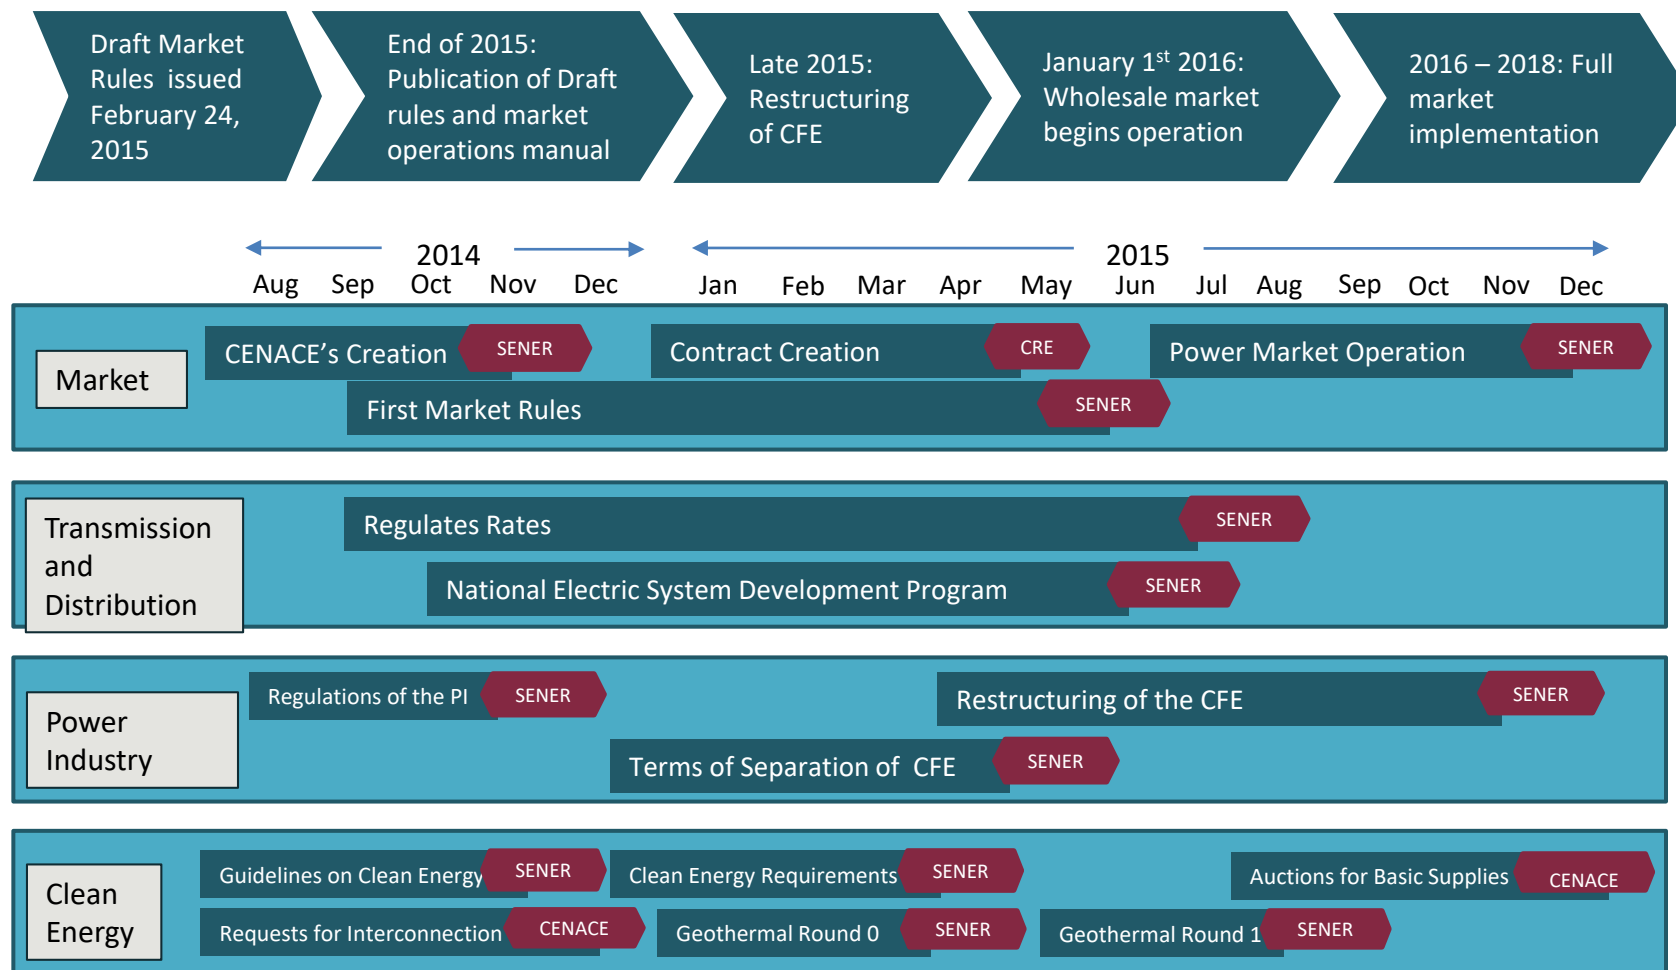 Draft Market
Rules issued
February 24,
2015
End of 2015:
Publication of Draft
rules and market
operations manual
Late 2015:
Restructuring
of CFE
January 1st 2016:
Wholesale market
begins operation
2016 – 2018: Full
market
implementation
2014
2015
Aug Sep Oct Nov Dec Jan Feb Mar Apr May Jun Jul Aug Sep Oct Nov Dec
Market
CENACE's Creation SENER
Contract Creation CRE
Power Market Operation SENER
First Market Rules SENER
Transmission
and
Distribution
Regulates Rates SENER
National Electric System Development Program SENER
Power
Industry
Regulations of the PI SENER
Restructuring of the CFE SENER
Terms of Separation of CFE SENER
Clean
Energy
Guidelines on Clean Energy SENER
Clean Energy Requirements SENER
Auctions for Basic Supplies CENACE
Requests for Interconnection CENACE
Geothermal Round 0 SENER
Geothermal Round 1 SENER